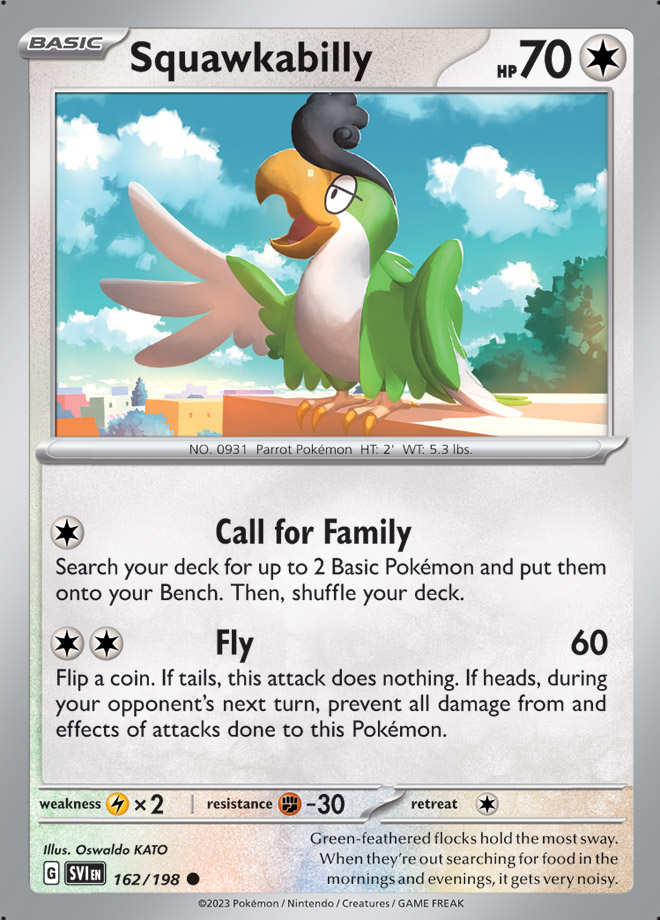 BASIC
Squawkabilly
HP 70
NO. 0931 Parrot Pokémon HT: 2' WT: 5.3 lbs.
Call for Family
Search your deck for up to 2 Basic Pokémon and put them
onto your Bench. Then, shuffle your deck.
Fly 60
Flip a coin. If tails, this attack does nothing. If heads, during
your opponent's next turn, prevent all damage from and
effects of attacks done to this Pokémon.
weakness ×2 resistance -30 retreat
Illus. Oswaldo KATO
G SVI EN 162/198
Green-feathered flocks hold the most sway.
When they're out searching for food in the
mornings and evenings, it gets very noisy.
©2023 Pokémon / Nintendo / Creatures / GAME FREAK